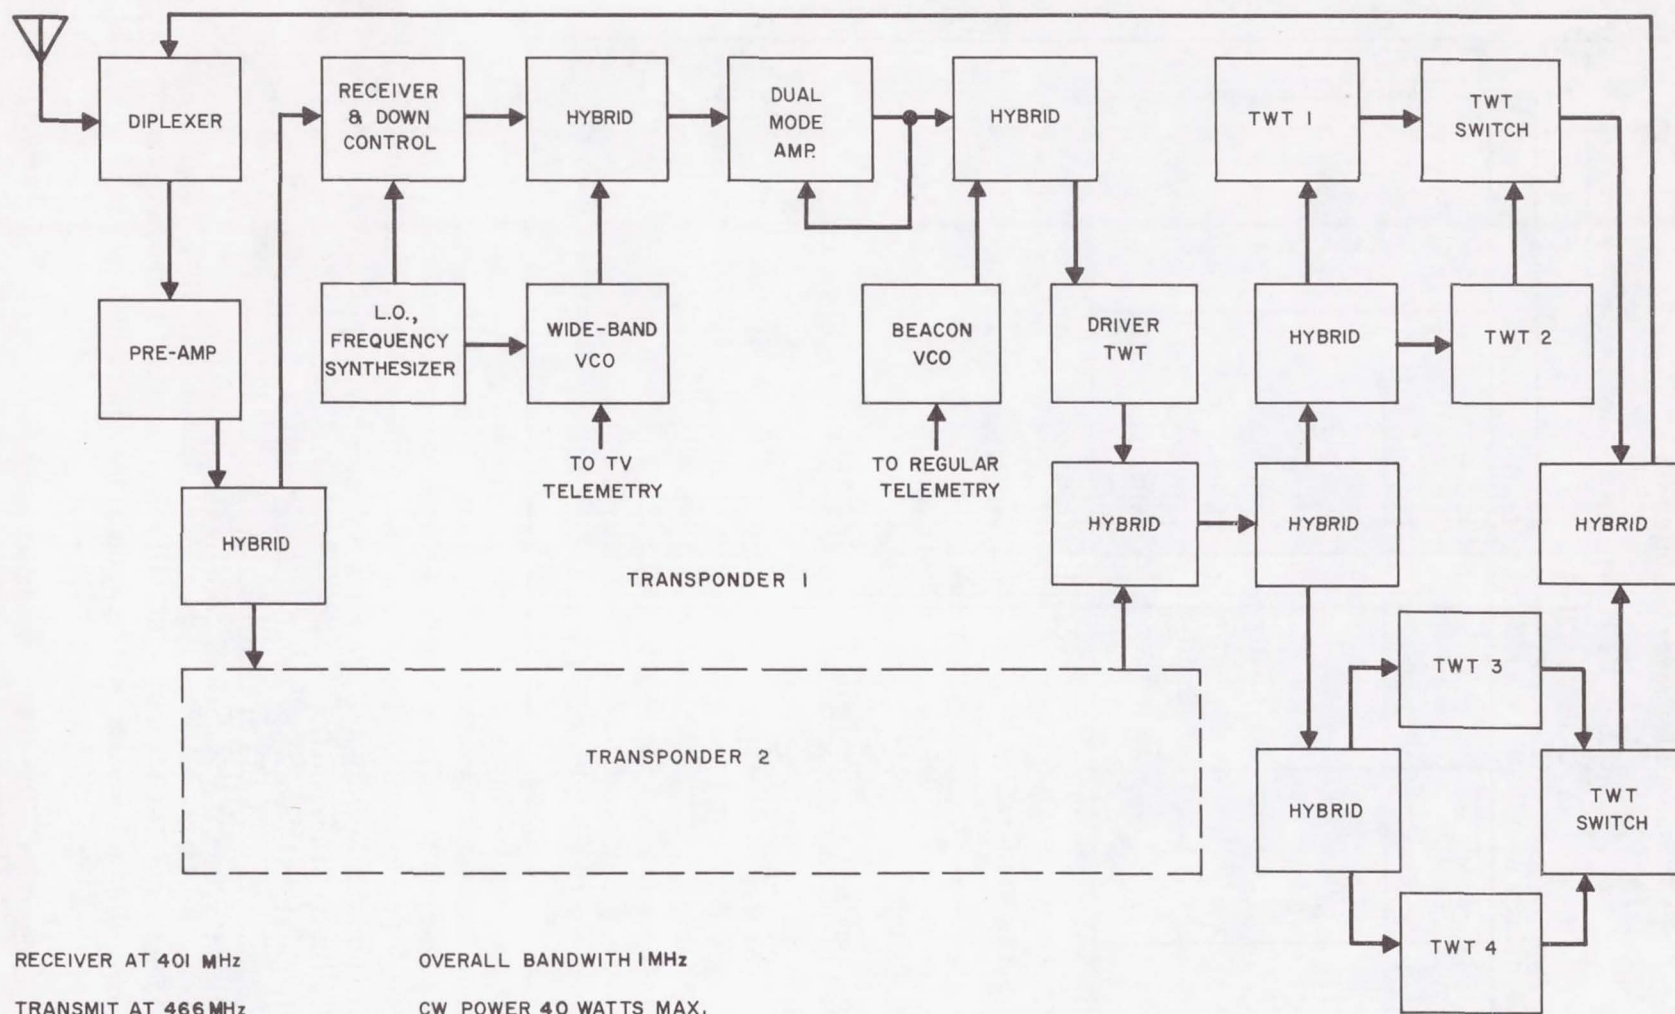 DIPLEXER
RECEIVER
& DOWN
CONTROL
HYBRID
DUAL
MODE
AMP.
HYBRID
TWT 1
TWT
SWITCH
PRE-AMP
L.O.,
FREQUENCY
SYNTHESIZER
WIDE-BAND
VCO
BEACON
VCO
DRIVER
TWT
HYBRID
TWT 2
TO TV
TELEMETRY
TO REGULAR
TELEMETRY
HYBRID
HYBRID
HYBRID
HYBRID
TRANSPONDER 1
TWT 3
TRANSPONDER 2
HYBRID
TWT
SWITCH
TWT 4
RECEIVER AT 401 MHz
OVERALL BANDWITH 1 MHz
TRANSMIT AT 466 MHz
CW POWER 40 WATTS MAX.